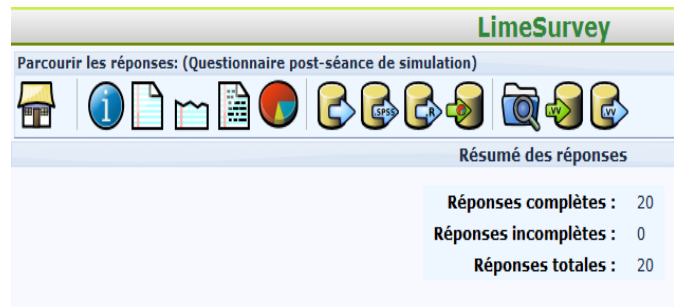 LimeSurvey
Parcourir les réponses: (Questionnaire post-séance de simulation)
SPSS R VV VV
Résumé des réponses
Réponses complètes : 20
Réponses incomplètes : 0
Réponses totales : 20